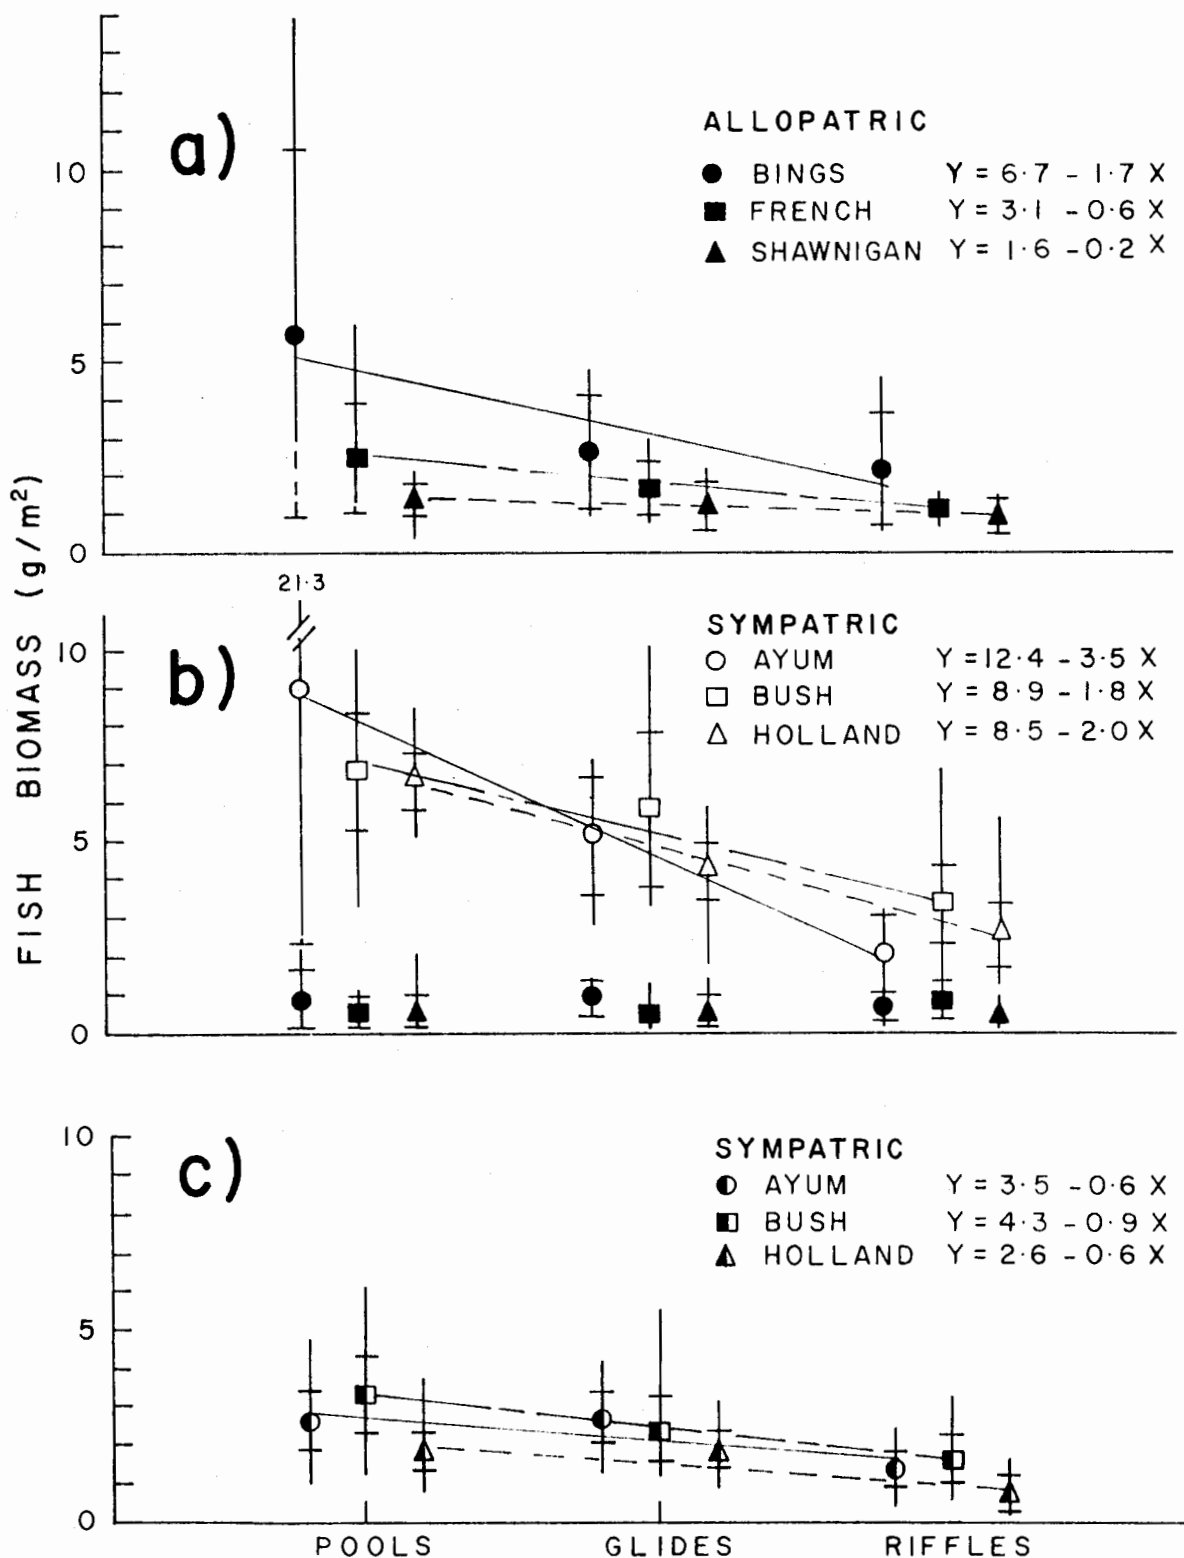 FISH BIOMASS (g/m²)
a)
10
5
0
ALLOPATRIC
BINGS Y = 6·7 - 1·7 X
FRENCH Y = 3·1 - 0·6 X
SHAWNIGAN Y = 1·6 - 0·2 X
21·3
b)
10
5
0
SYMPATRIC
AYUM Y = 12·4 - 3·5 X
BUSH Y = 8·9 - 1·8 X
HOLLAND Y = 8·5 - 2·0 X
c)
10
5
0
SYMPATRIC
AYUM Y = 3·5 - 0·6 X
BUSH Y = 4·3 - 0·9 X
HOLLAND Y = 2·6 - 0·6 X
POOLS GLIDES RIFFLES